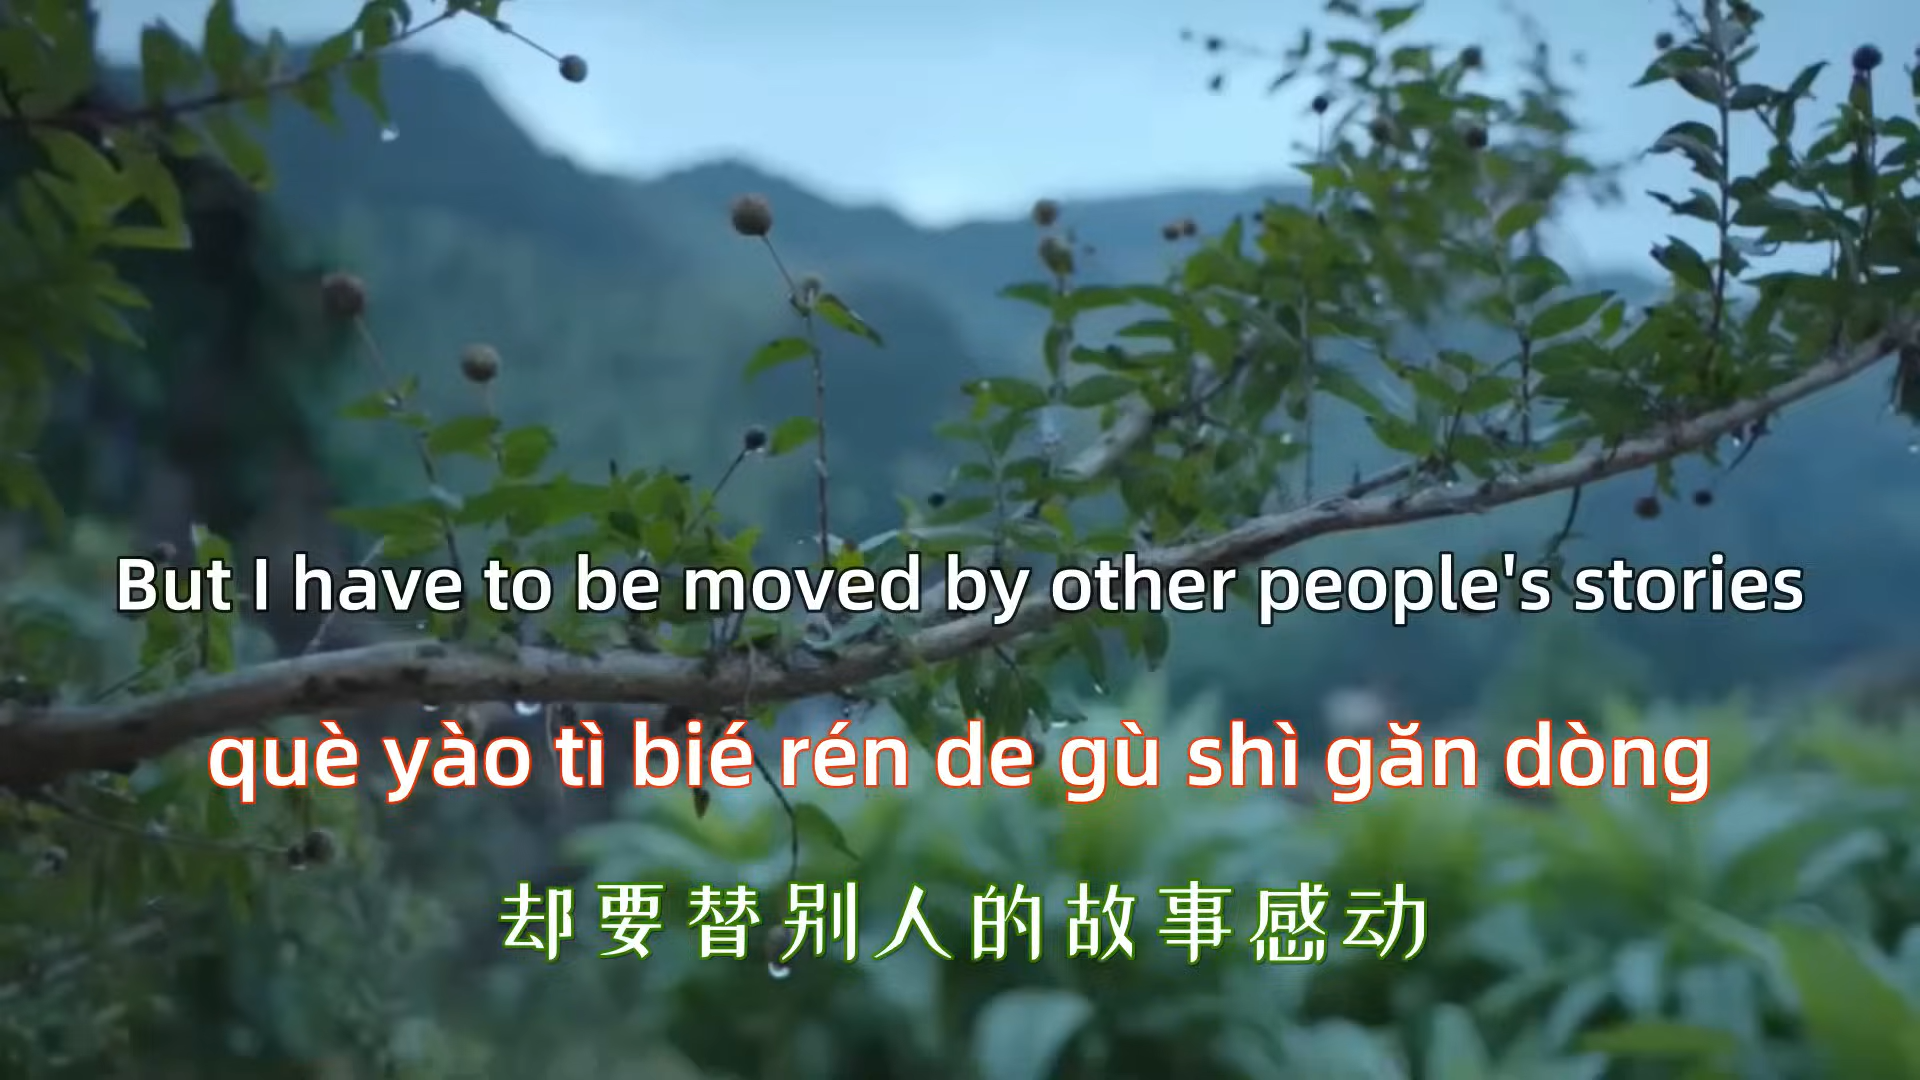 But I have to be moved by other people's stories
què yào tì bié rén de gù shì gǎn dòng
却要替别人的故事感动